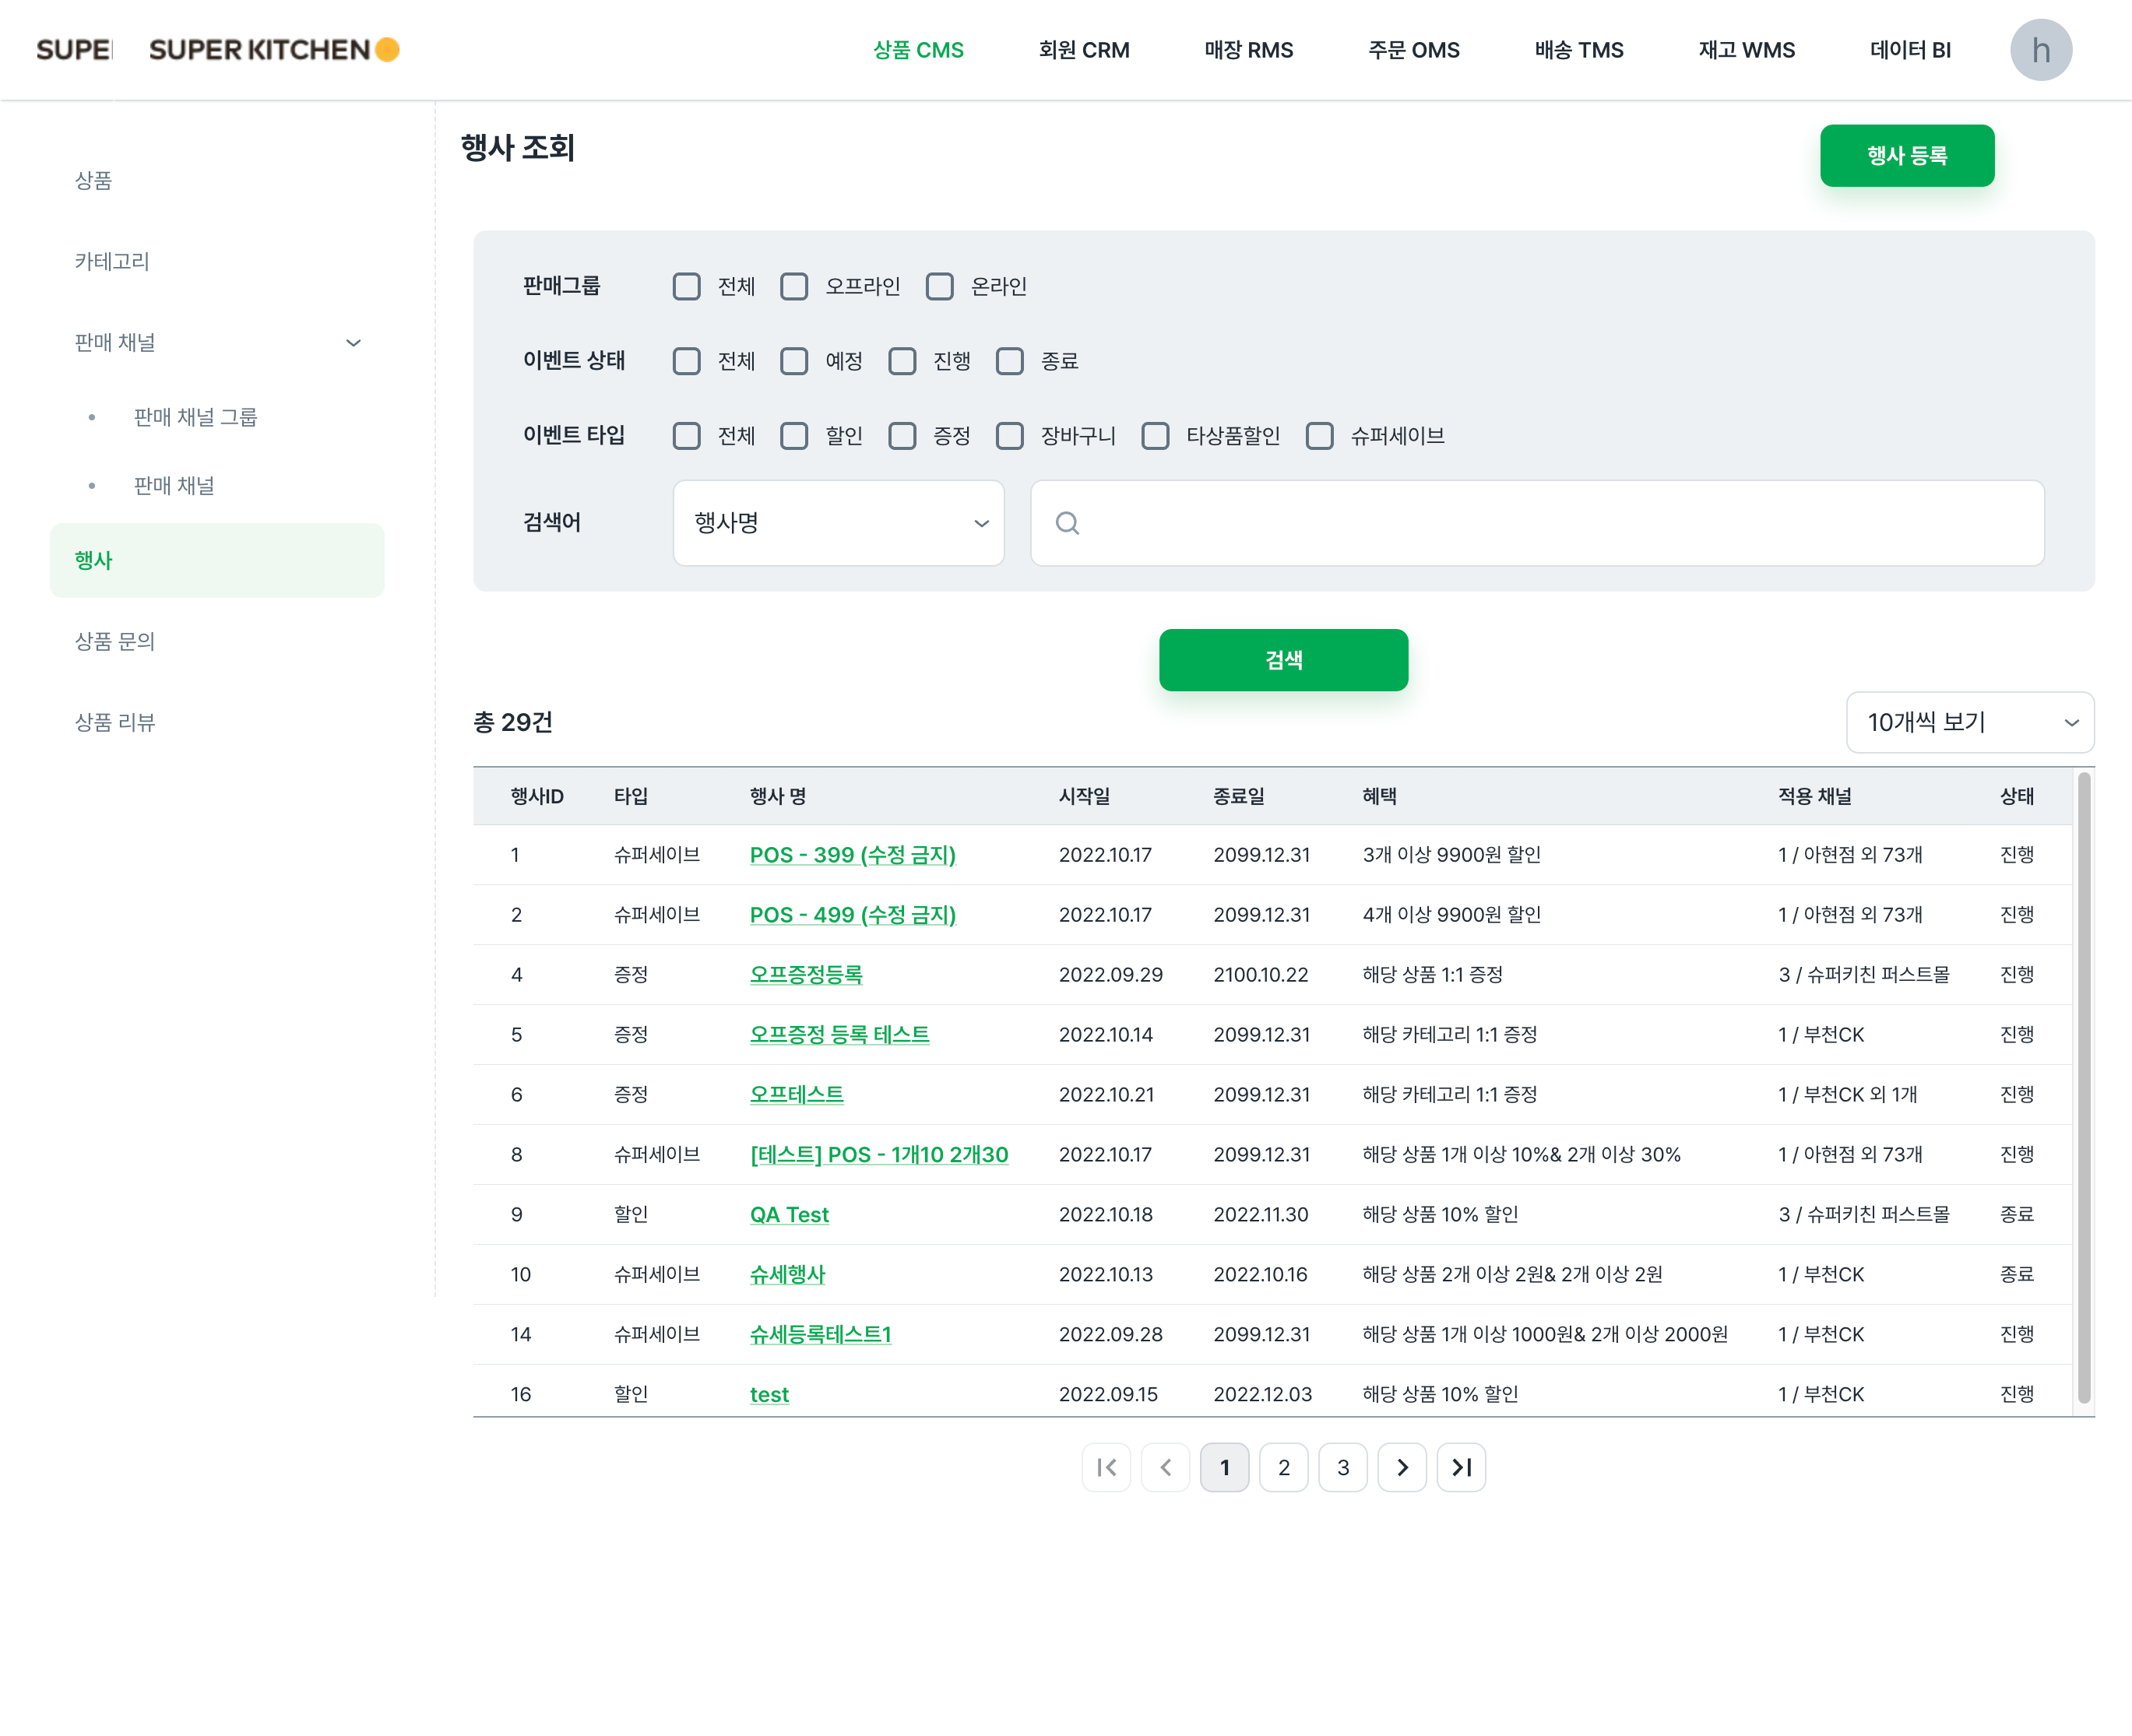 SUPE SUPER KITCHEN 상품 CMS 회원 CRM 매장 RMS 주문 OMS 배송 TMS 재고 WMS 데이터 BI h
상품
카테고리
판매 채널
• 판매 채널 그룹
• 판매 채널
행사
상품 문의
상품 리뷰
행사 조회 행사 등록
판매그룹 전체 오프라인 온라인
이벤트 상태 전체 예정 진행 종료
이벤트 타입 전체 할인 증정 장바구니 타상품할인 슈퍼세이브
검색어 행사명
검색
총 29건 10개씩 보기
행사ID 타입 행사 명 시작일 종료일 혜택 적용 채널 상태
1 슈퍼세이브 POS - 399 (수정 금지) 2022.10.17 2099.12.31 3개 이상 9900원 할인 1 / 아현점 외 73개 진행
2 슈퍼세이브 POS - 499 (수정 금지) 2022.10.17 2099.12.31 4개 이상 9900원 할인 1 / 아현점 외 73개 진행
4 증정 오프증정등록 2022.09.29 2100.10.22 해당 상품 1:1 증정 3 / 슈퍼키친 퍼스트몰 진행
5 증정 오프증정 등록 테스트 2022.10.14 2099.12.31 해당 카테고리 1:1 증정 1 / 부천CK 진행
6 증정 오프테스트 2022.10.21 2099.12.31 해당 카테고리 1:1 증정 1 / 부천CK 외 1개 진행
8 슈퍼세이브 [테스트] POS - 1개10 2개30 2022.10.17 2099.12.31 해당 상품 1개 이상 10%& 2개 이상 30% 1 / 아현점 외 73개 진행
9 할인 QA Test 2022.10.18 2022.11.30 해당 상품 10% 할인 3 / 슈퍼키친 퍼스트몰 종료
10 슈퍼세이브 슈세행사 2022.10.13 2022.10.16 해당 상품 2개 이상 2원& 2개 이상 2원 1 / 부천CK 종료
14 슈퍼세이브 슈세등록테스트1 2022.09.28 2099.12.31 해당 상품 1개 이상 1000원& 2개 이상 2000원 1 / 부천CK 진행
16 할인 test 2022.09.15 2022.12.03 해당 상품 10% 할인 1 / 부천CK 진행
1 2 3